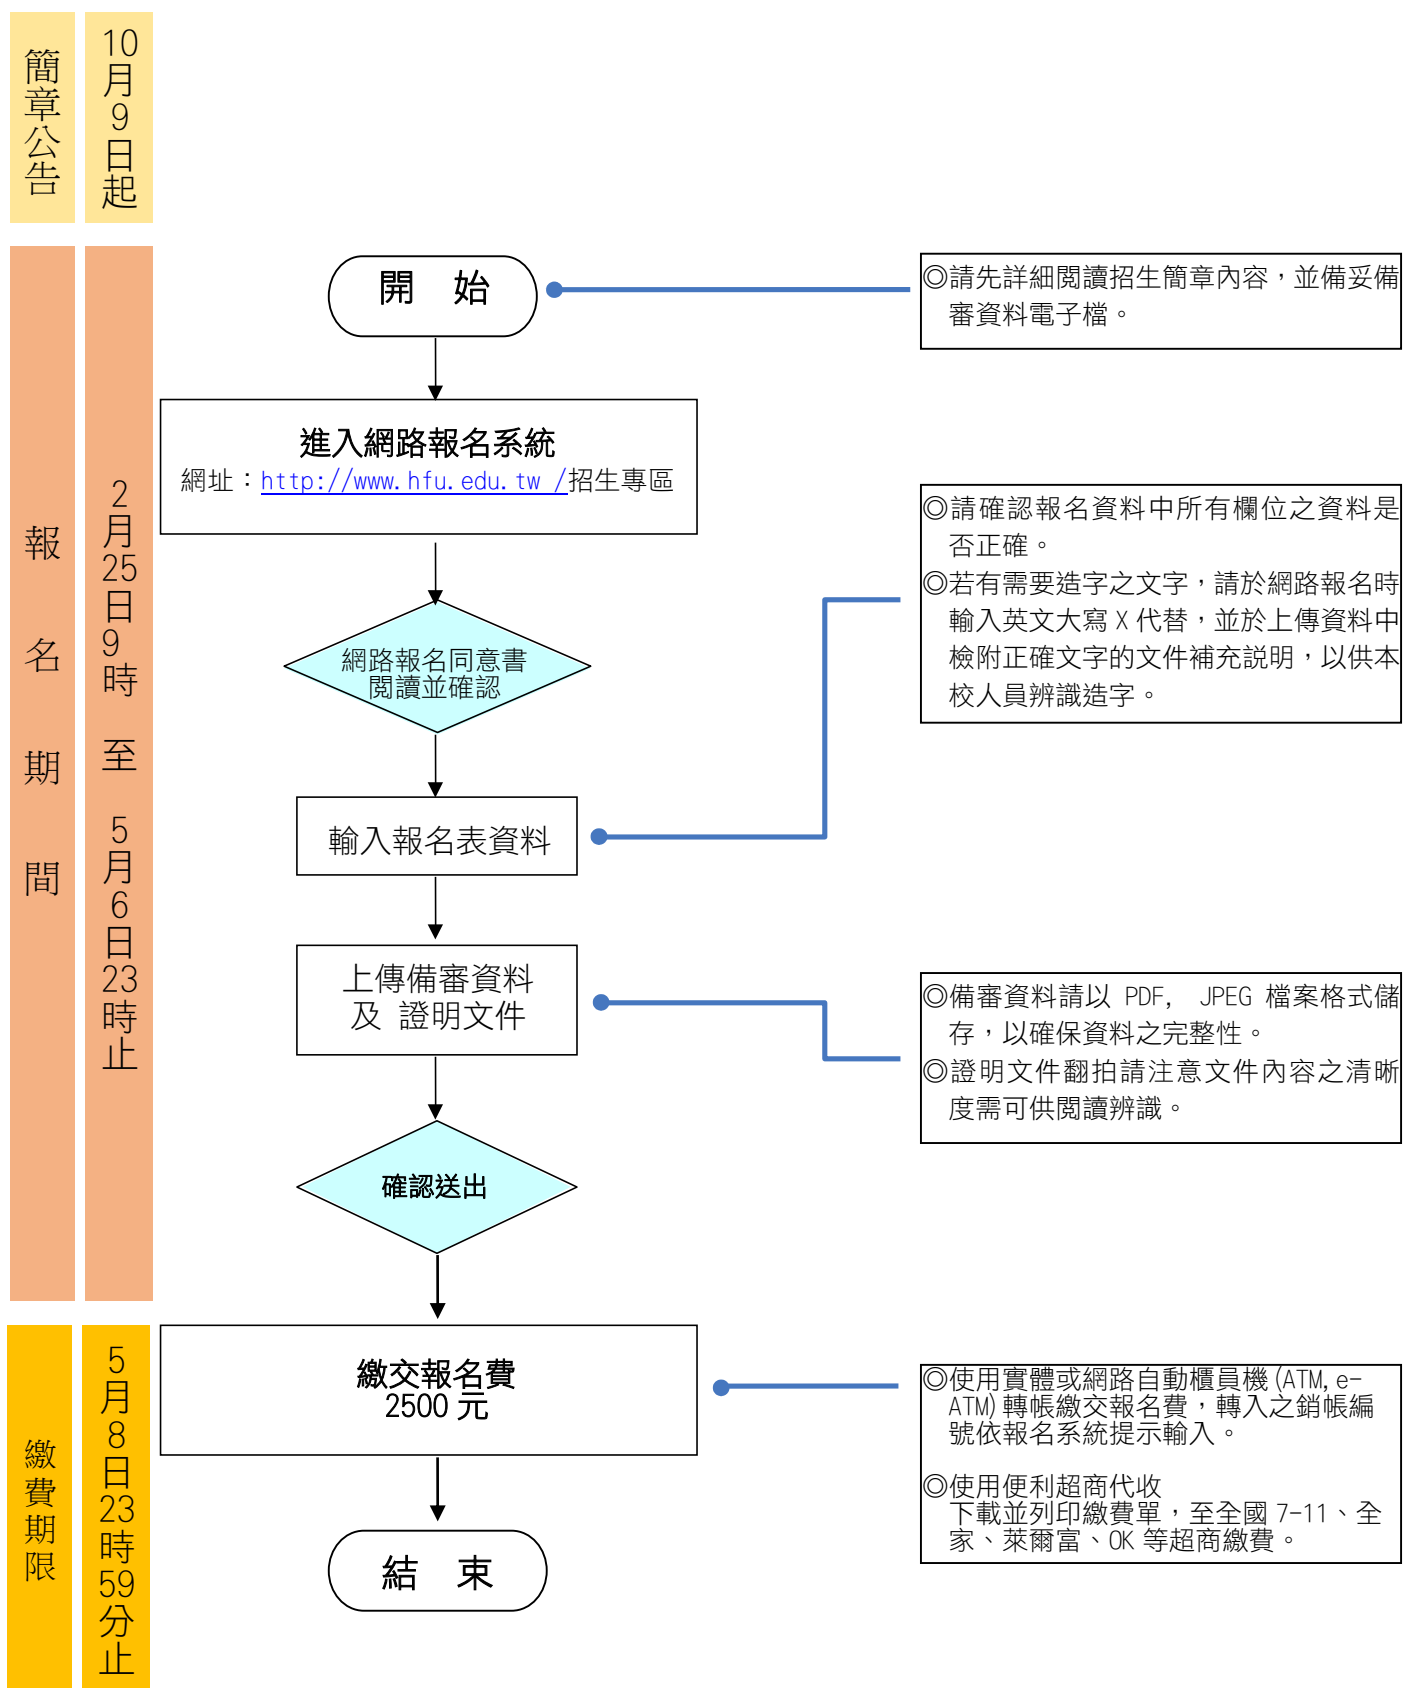 簡章公告
10月9日起
報名期間
2月25日9時 至 5月6日23時止
繳費期限
5月8日23時59分止
開 始
進入網路報名系統
網址：http://www.hfu.edu.tw /招生專區
網路報名同意書
閱讀並確認
輸入報名表資料
上傳備審資料
及 證明文件
確認送出
繳交報名費
2500 元
結 束
◎請先詳細閱讀招生簡章內容，並備妥備
審資料電子檔。
◎請確認報名資料中所有欄位之資料是
否正確。
◎若有需要造字之文字，請於網路報名時
輸入英文大寫 X 代替，並於上傳資料中
檢附正確文字的文件補充說明，以供本
校人員辨識造字。
◎備審資料請以 PDF, JPEG 檔案格式儲
存，以確保資料之完整性。
◎證明文件翻拍請注意文件內容之清晰
度需可供閱讀辨識。
◎使用實體或網路自動櫃員機(ATM,e-
ATM)轉帳繳交報名費，轉入之銷帳編
號依報名系統提示輸入。
◎使用便利超商代收
下載並列印繳費單，至全國 7-11、全
家、萊爾富、OK 等超商繳費。